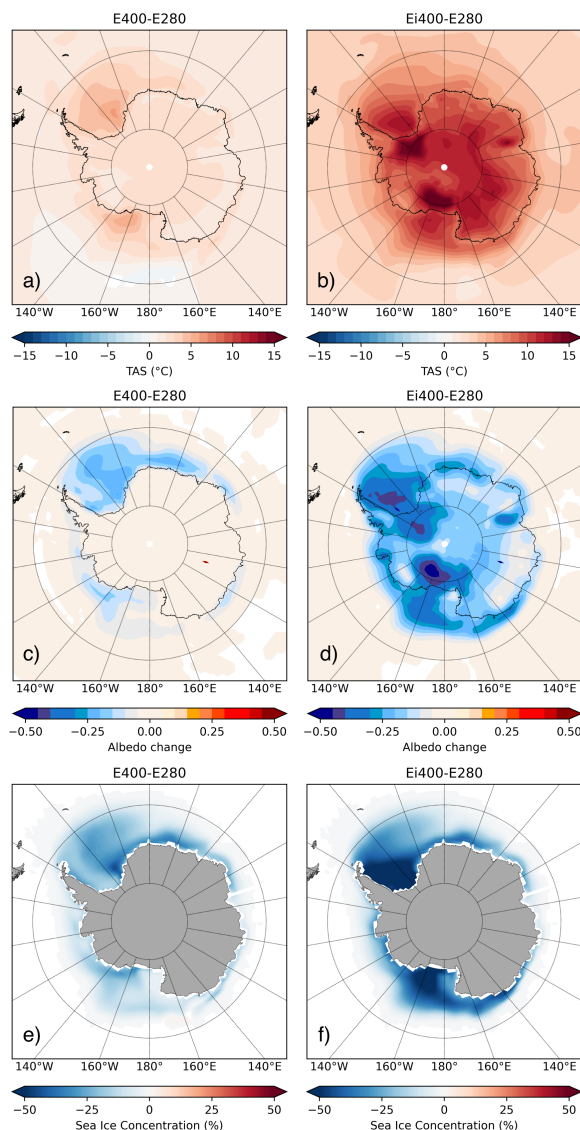 E400-E280 Ei400-E280
a) b)
140°W 160°W 180° 160°E 140°E 140°W 160°W 180° 160°E 140°E
−15 −10 −5 0 5 10 15 −15 −10 −5 0 5 10 15
TAS (°C) TAS (°C)
E400-E280 Ei400-E280
c) d)
140°W 160°W 180° 160°E 140°E 140°W 160°W 180° 160°E 140°E
−0.50 −0.25 0.00 0.25 0.50 −0.50 −0.25 0.00 0.25 0.50
Albedo change Albedo change
E400-E280 Ei400-E280
e) f)
140°W 160°W 180° 160°E 140°E 140°W 160°W 180° 160°E 140°E
−50 −25 0 25 50 −50 −25 0 25 50
Sea Ice Concentration (%) Sea Ice Concentration (%)